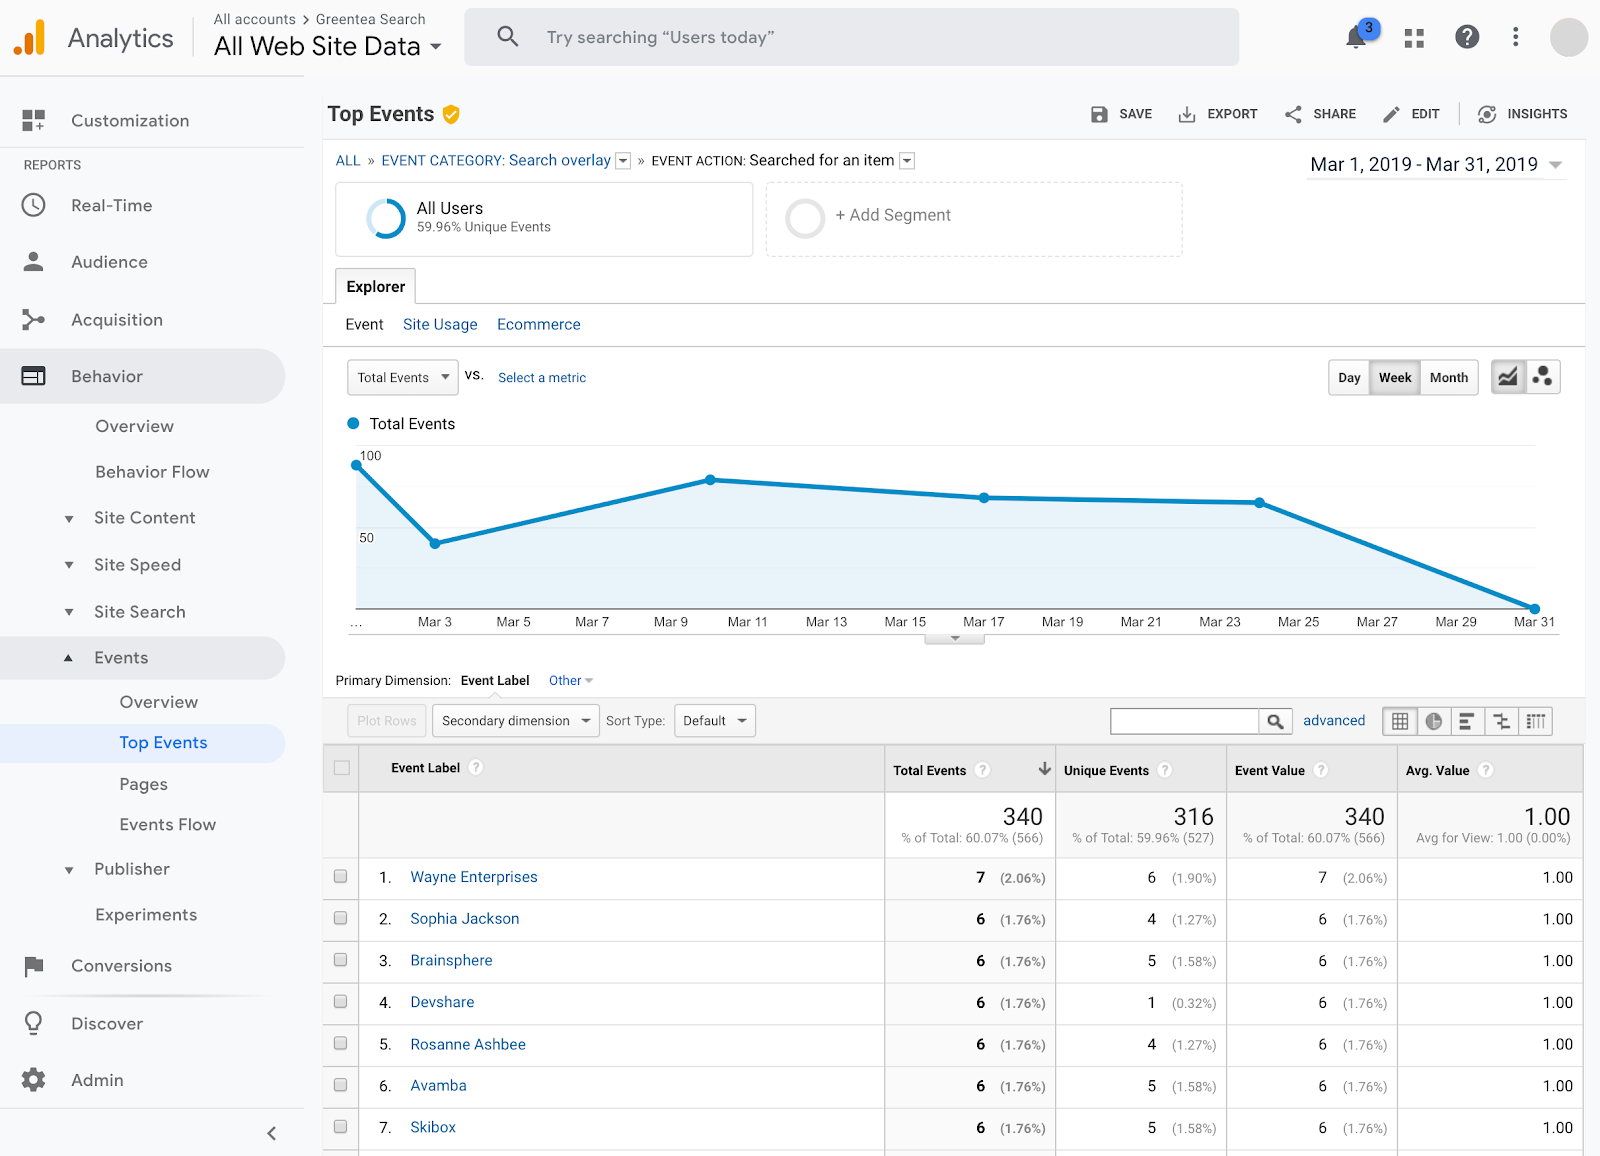 Analytics
All accounts > Greentea Search
All Web Site Data
Try searching “Users today”
3
Customization
REPORTS
Real-Time
Audience
Acquisition
Behavior
Overview
Behavior Flow
Site Content
Site Speed
Site Search
Events
Overview
Top Events
Pages
Events Flow
Publisher
Experiments
Conversions
Discover
Admin
Top Events
SAVE
EXPORT
SHARE
EDIT
INSIGHTS
ALL » EVENT CATEGORY: Search overlay » EVENT ACTION: Searched for an item
Mar 1, 2019 - Mar 31, 2019
All Users
59.96% Unique Events
+ Add Segment
Explorer
Event Site Usage Ecommerce
Total Events VS. Select a metric
Day Week Month
Total Events
100
50
... Mar 3 Mar 5 Mar 7 Mar 9 Mar 11 Mar 13 Mar 15 Mar 17 Mar 19 Mar 21 Mar 23 Mar 25 Mar 27 Mar 29 Mar 31
Primary Dimension: Event Label Other
Plot Rows Secondary dimension Sort Type: Default advanced
Event Label ? Total Events ? Unique Events ? Event Value ? Avg. Value ?
340 316 340 1.00
% of Total: 60.07% (566) % of Total: 59.96% (527) % of Total: 60.07% (566) Avg for View: 1.00 (0.00%)
1. Wayne Enterprises 7 (2.06%) 6 (1.90%) 7 (2.06%) 1.00
2. Sophia Jackson 6 (1.76%) 4 (1.27%) 6 (1.76%) 1.00
3. Brainsphere 6 (1.76%) 5 (1.58%) 6 (1.76%) 1.00
4. Devshare 6 (1.76%) 1 (0.32%) 6 (1.76%) 1.00
5. Rosanne Ashbee 6 (1.76%) 4 (1.27%) 6 (1.76%) 1.00
6. Avamba 6 (1.76%) 5 (1.58%) 6 (1.76%) 1.00
7. Skibox 6 (1.76%) 5 (1.58%) 6 (1.76%) 1.00